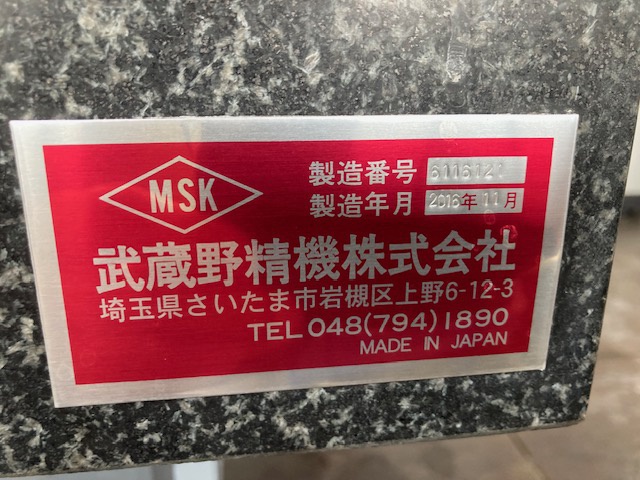 MSK
製造番号 6116121
製造年月 2016年11月
武蔵野精機株式会社
埼玉県さいたま市岩槻区上野6-12-3
TEL 048(794)1890
MADE IN JAPAN